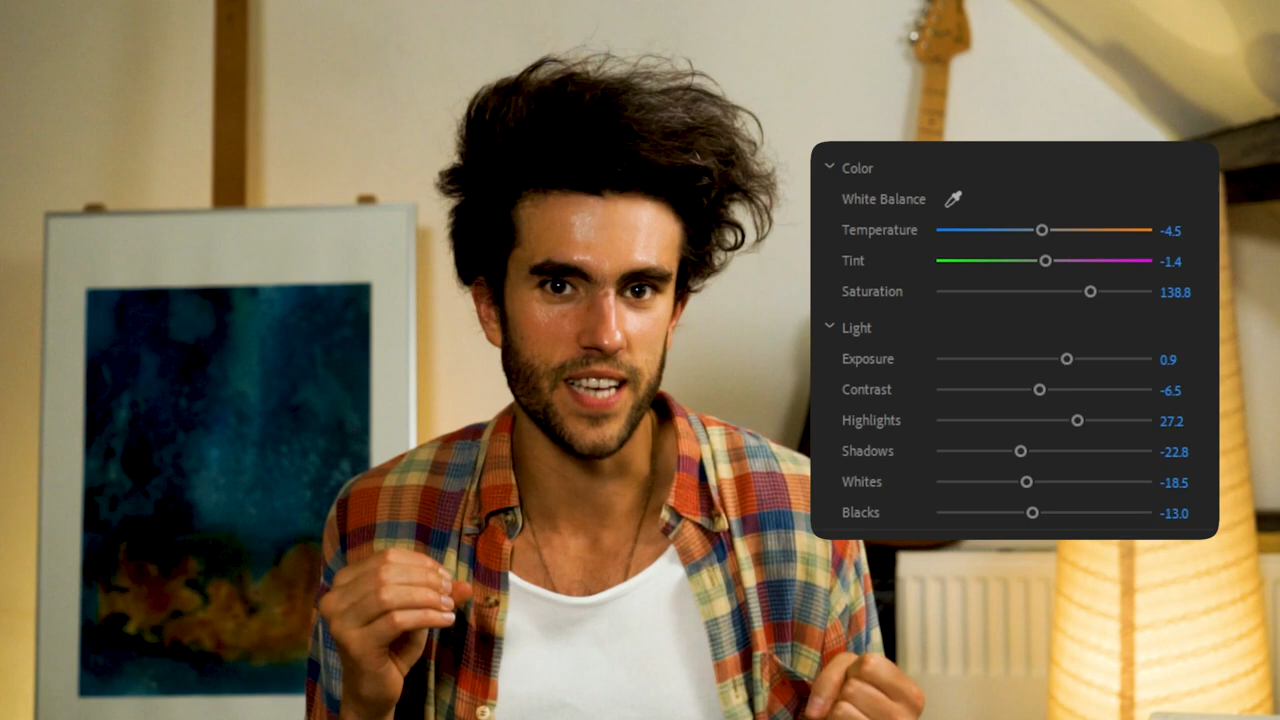 Color
White Balance
Temperature -4.5
Tint -1.4
Saturation 138.8
Light
Exposure 0.9
Contrast -6.5
Highlights 27.2
Shadows -22.8
Whites -18.5
Blacks -13.0